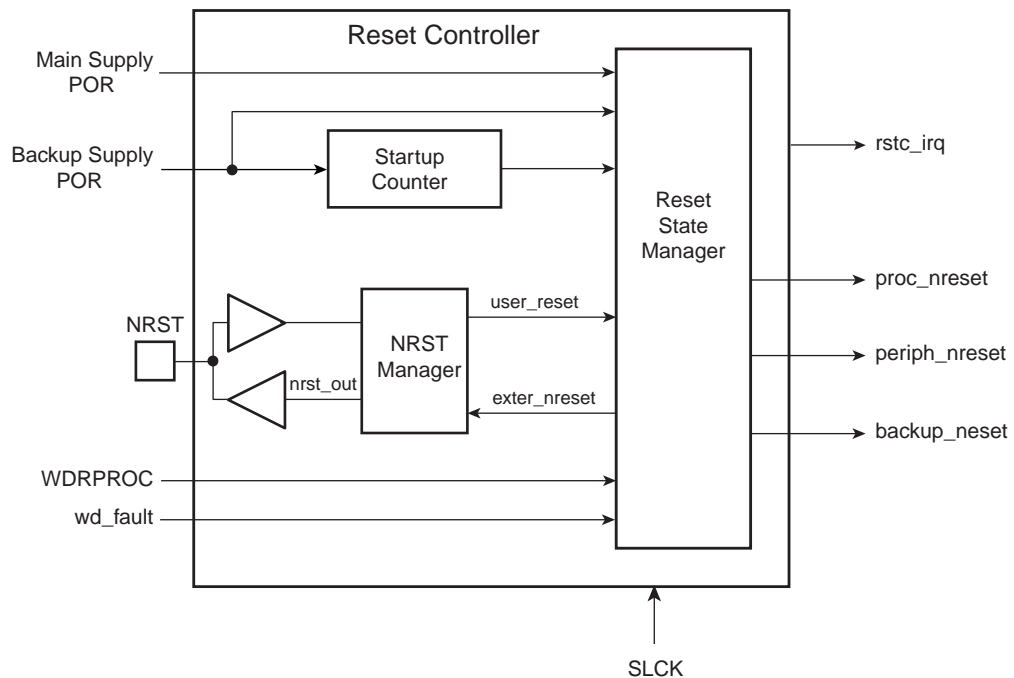 Reset Controller
Main Supply
POR
Backup Supply
POR
Startup
Counter
rstc_irq
Reset
State
Manager
proc_nreset
user_reset
NRST
NRST
Manager
periph_nreset
nrst_out
exter_nreset
backup_neset
WDRPROC
wd_fault
SLCK